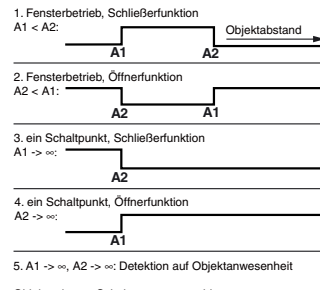 1. Fensterbetrieb, Schließerfunktion
A1 < A2:
Objektabstand
A1
A2
2. Fensterbetrieb, Öffnerfunktion
A2 < A1:
A2
A1
3. ein Schaltpunkt, Schließerfunktion
A1 -> ∞:
A2
4. ein Schaltpunkt, Öffnerfunktion
A2 -> ∞:
A1
5. A1 -> ∞, A2 -> ∞: Detektion auf Objektanwesenheit